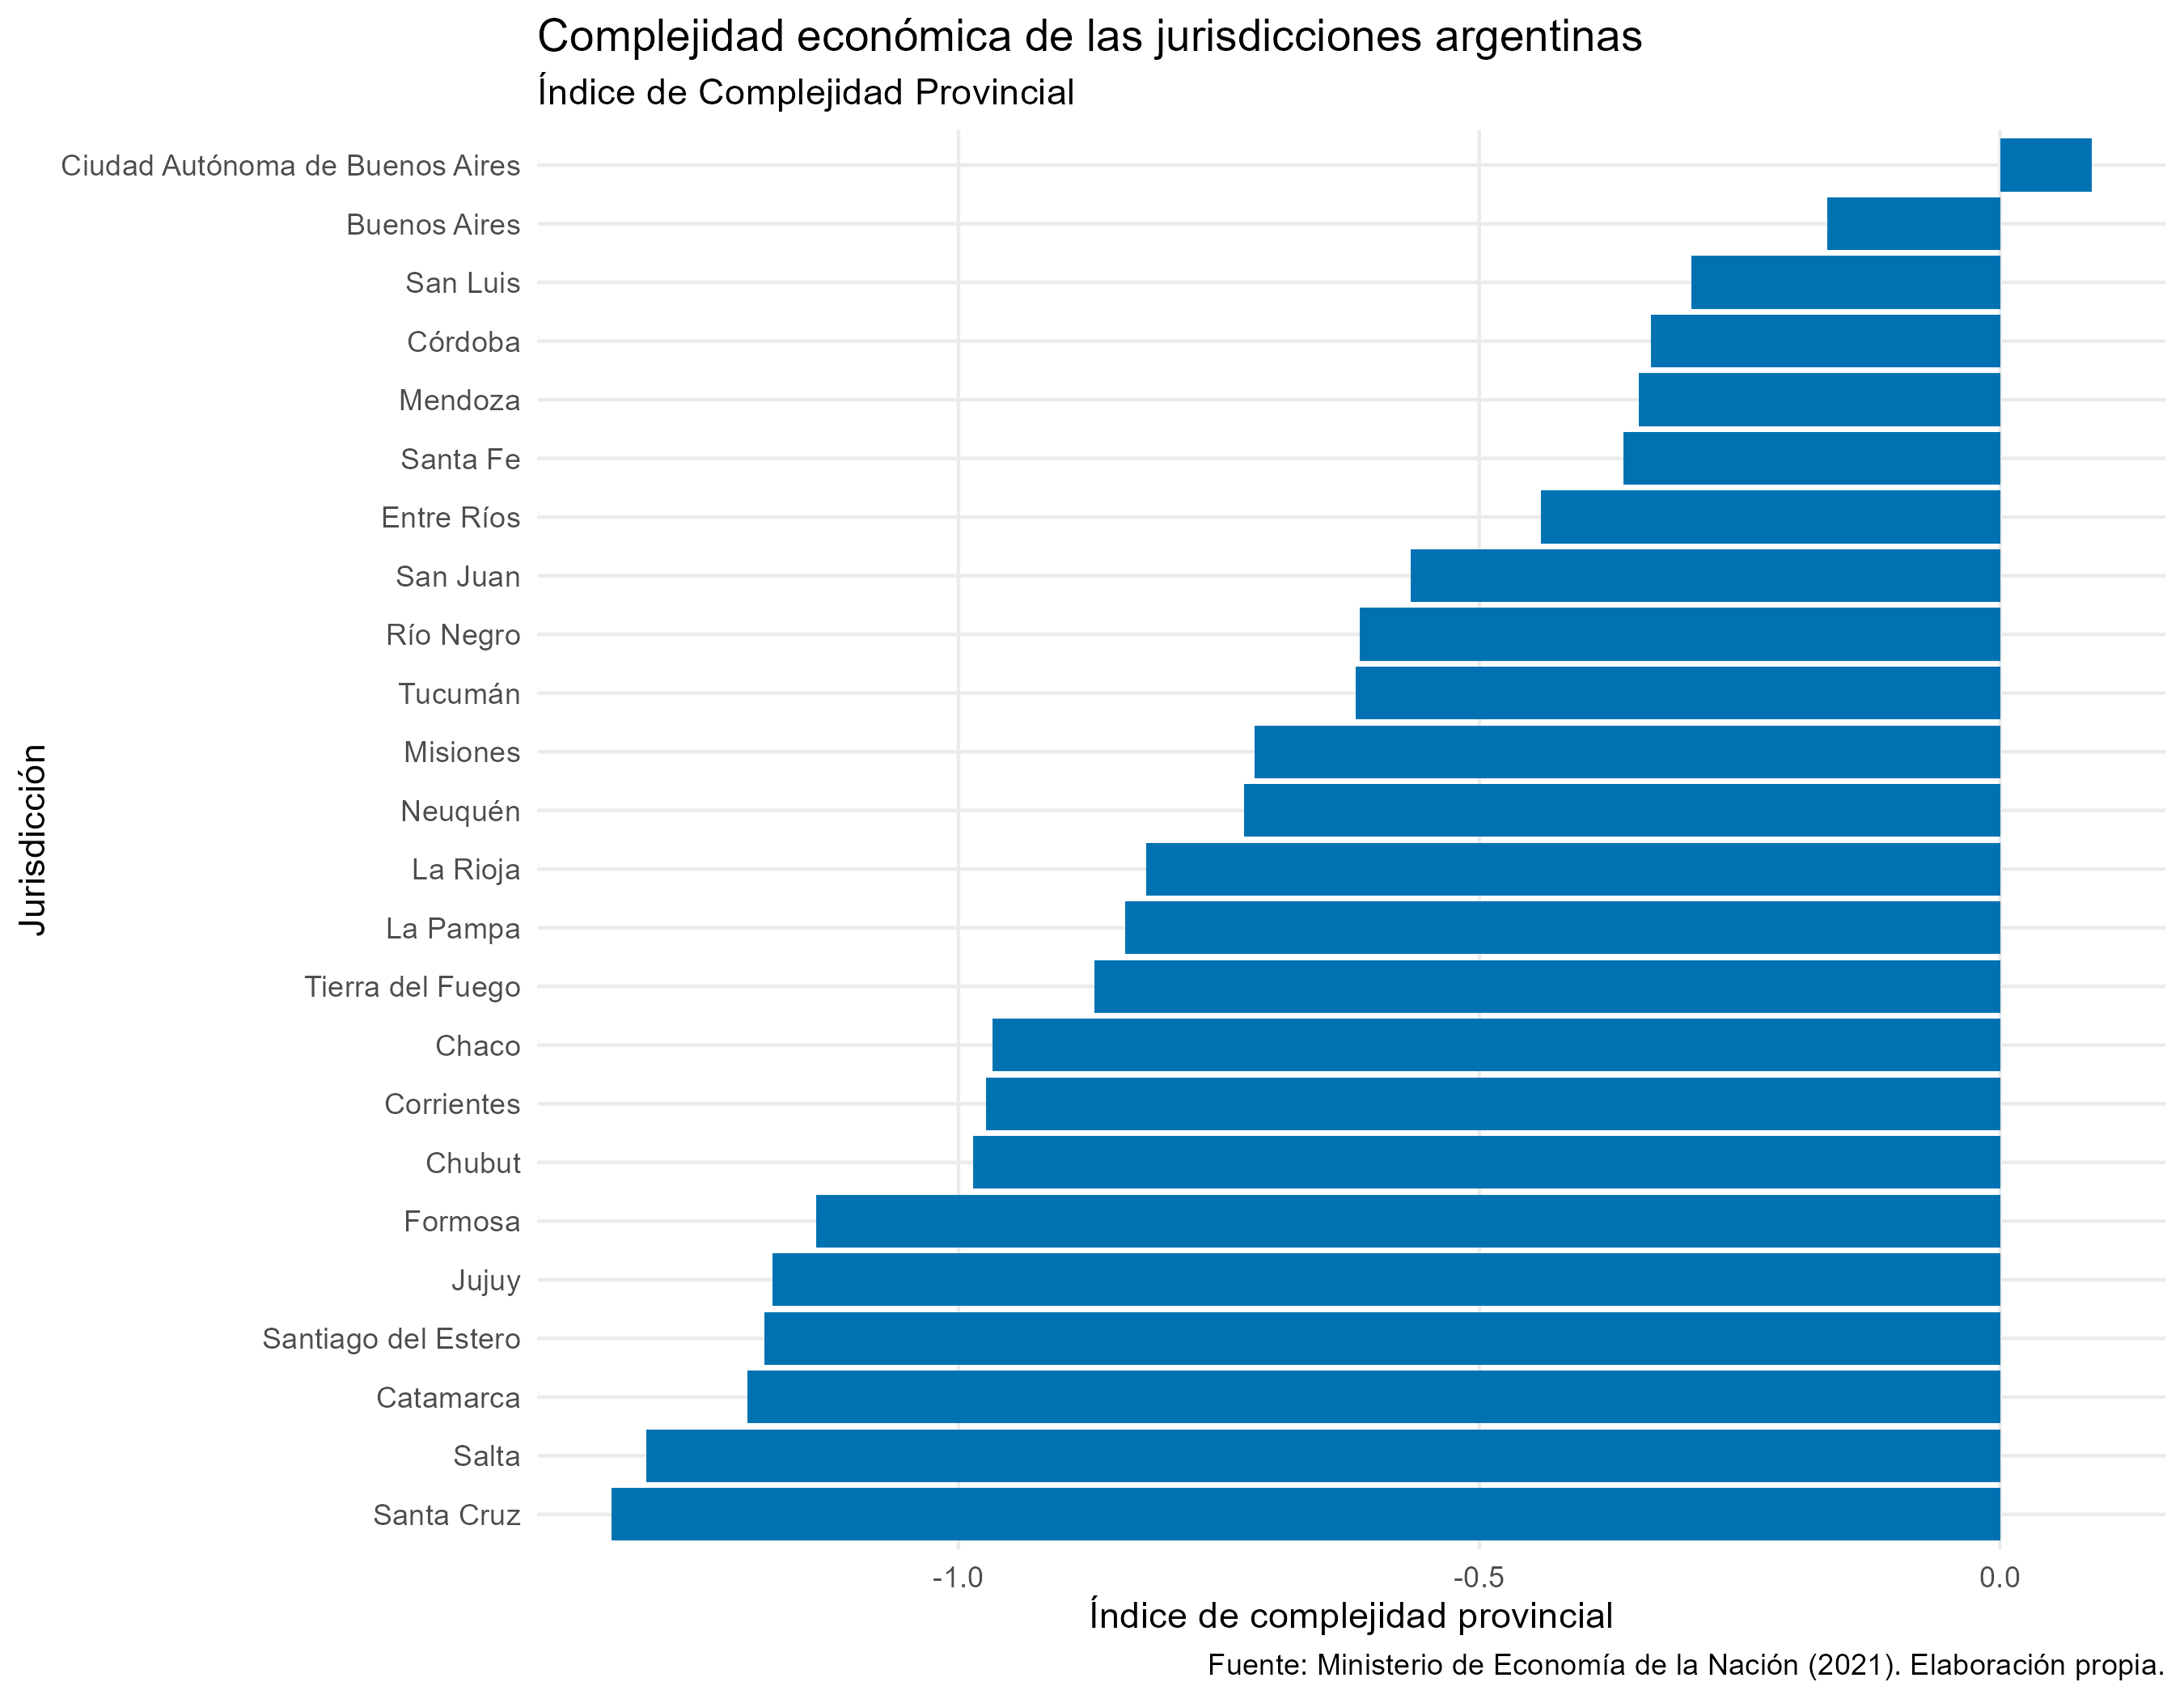 Complejidad económica de las jurisdicciones argentinas
Índice de Complejidad Provincial
Jurisdicción
Ciudad Autónoma de Buenos Aires
Buenos Aires
San Luis
Córdoba
Mendoza
Santa Fe
Entre Ríos
San Juan
Río Negro
Tucumán
Misiones
Neuquén
La Rioja
La Pampa
Tierra del Fuego
Chaco
Corrientes
Chubut
Formosa
Jujuy
Santiago del Estero
Catamarca
Salta
Santa Cruz
-1.0 -0.5 0.0
Índice de complejidad provincial
Fuente: Ministerio de Economía de la Nación (2021). Elaboración propia.